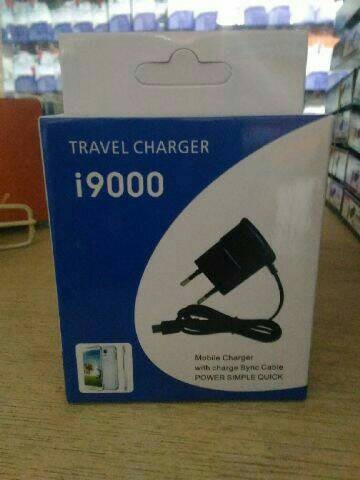 TRAVEL CHARGER
i9000
Mobile Charger
with charge Sync Cable
POWER SIMPLE QUICK